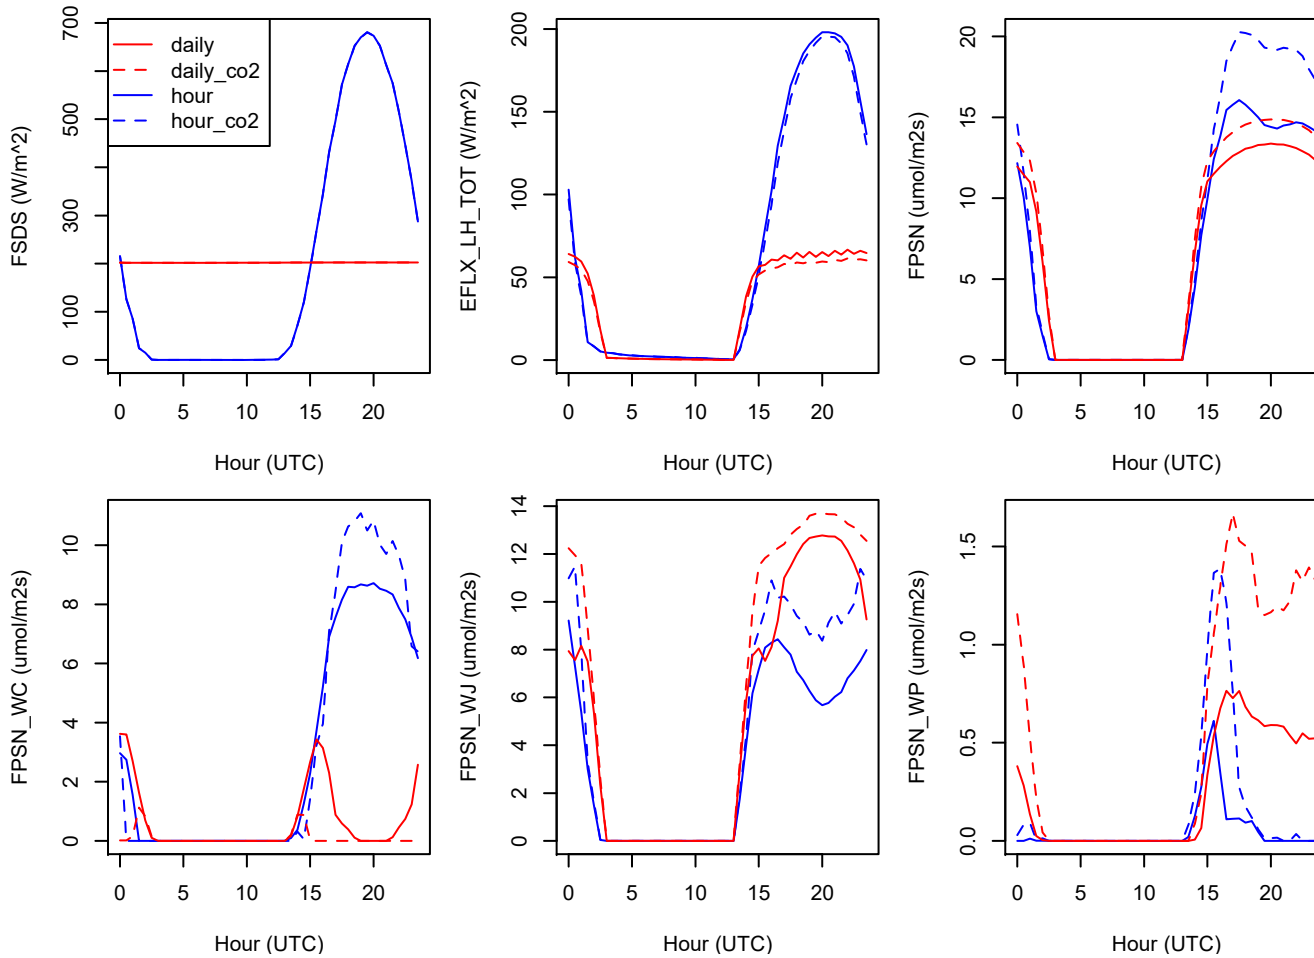 FSDS (W/m^2)
0
100
300
500
700
daily
daily_co2
hour
hour_co2
0 5 10 15 20
Hour (UTC)
EFLX_LH_TOT (W/m^2)
0
50
100
150
200
0 5 10 15 20
Hour (UTC)
FPSN (umol/m2s)
0
5
10
15
20
0 5 10 15 20
Hour (UTC)
FPSN_WC (umol/m2s)
0
2
4
6
8
10
0 5 10 15 20
Hour (UTC)
FPSN_WJ (umol/m2s)
0
2
4
6
8
10
12
14
0 5 10 15 20
Hour (UTC)
FPSN_WP (umol/m2s)
0.0
0.5
1.0
1.5
0 5 10 15 20
Hour (UTC)